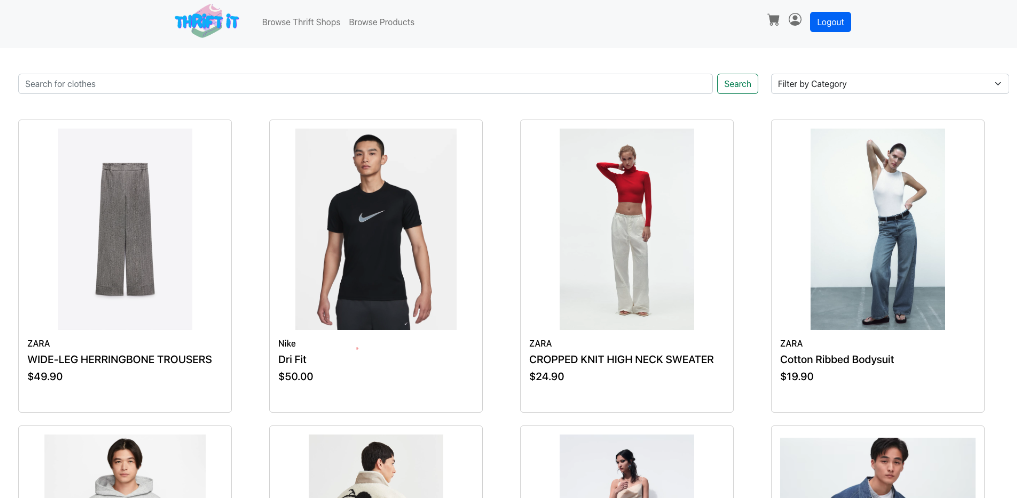 THRIFT IT
Browse Thrift Shops
Browse Products
Logout
Search for clothes
Search
Filter by Category
ZARA
WIDE-LEG HERRINGBONE TROUSERS
$49.90
Nike
Dri Fit
$50.00
ZARA
CROPPED KNIT HIGH NECK SWEATER
$24.90
ZARA
Cotton Ribbed Bodysuit
$19.90